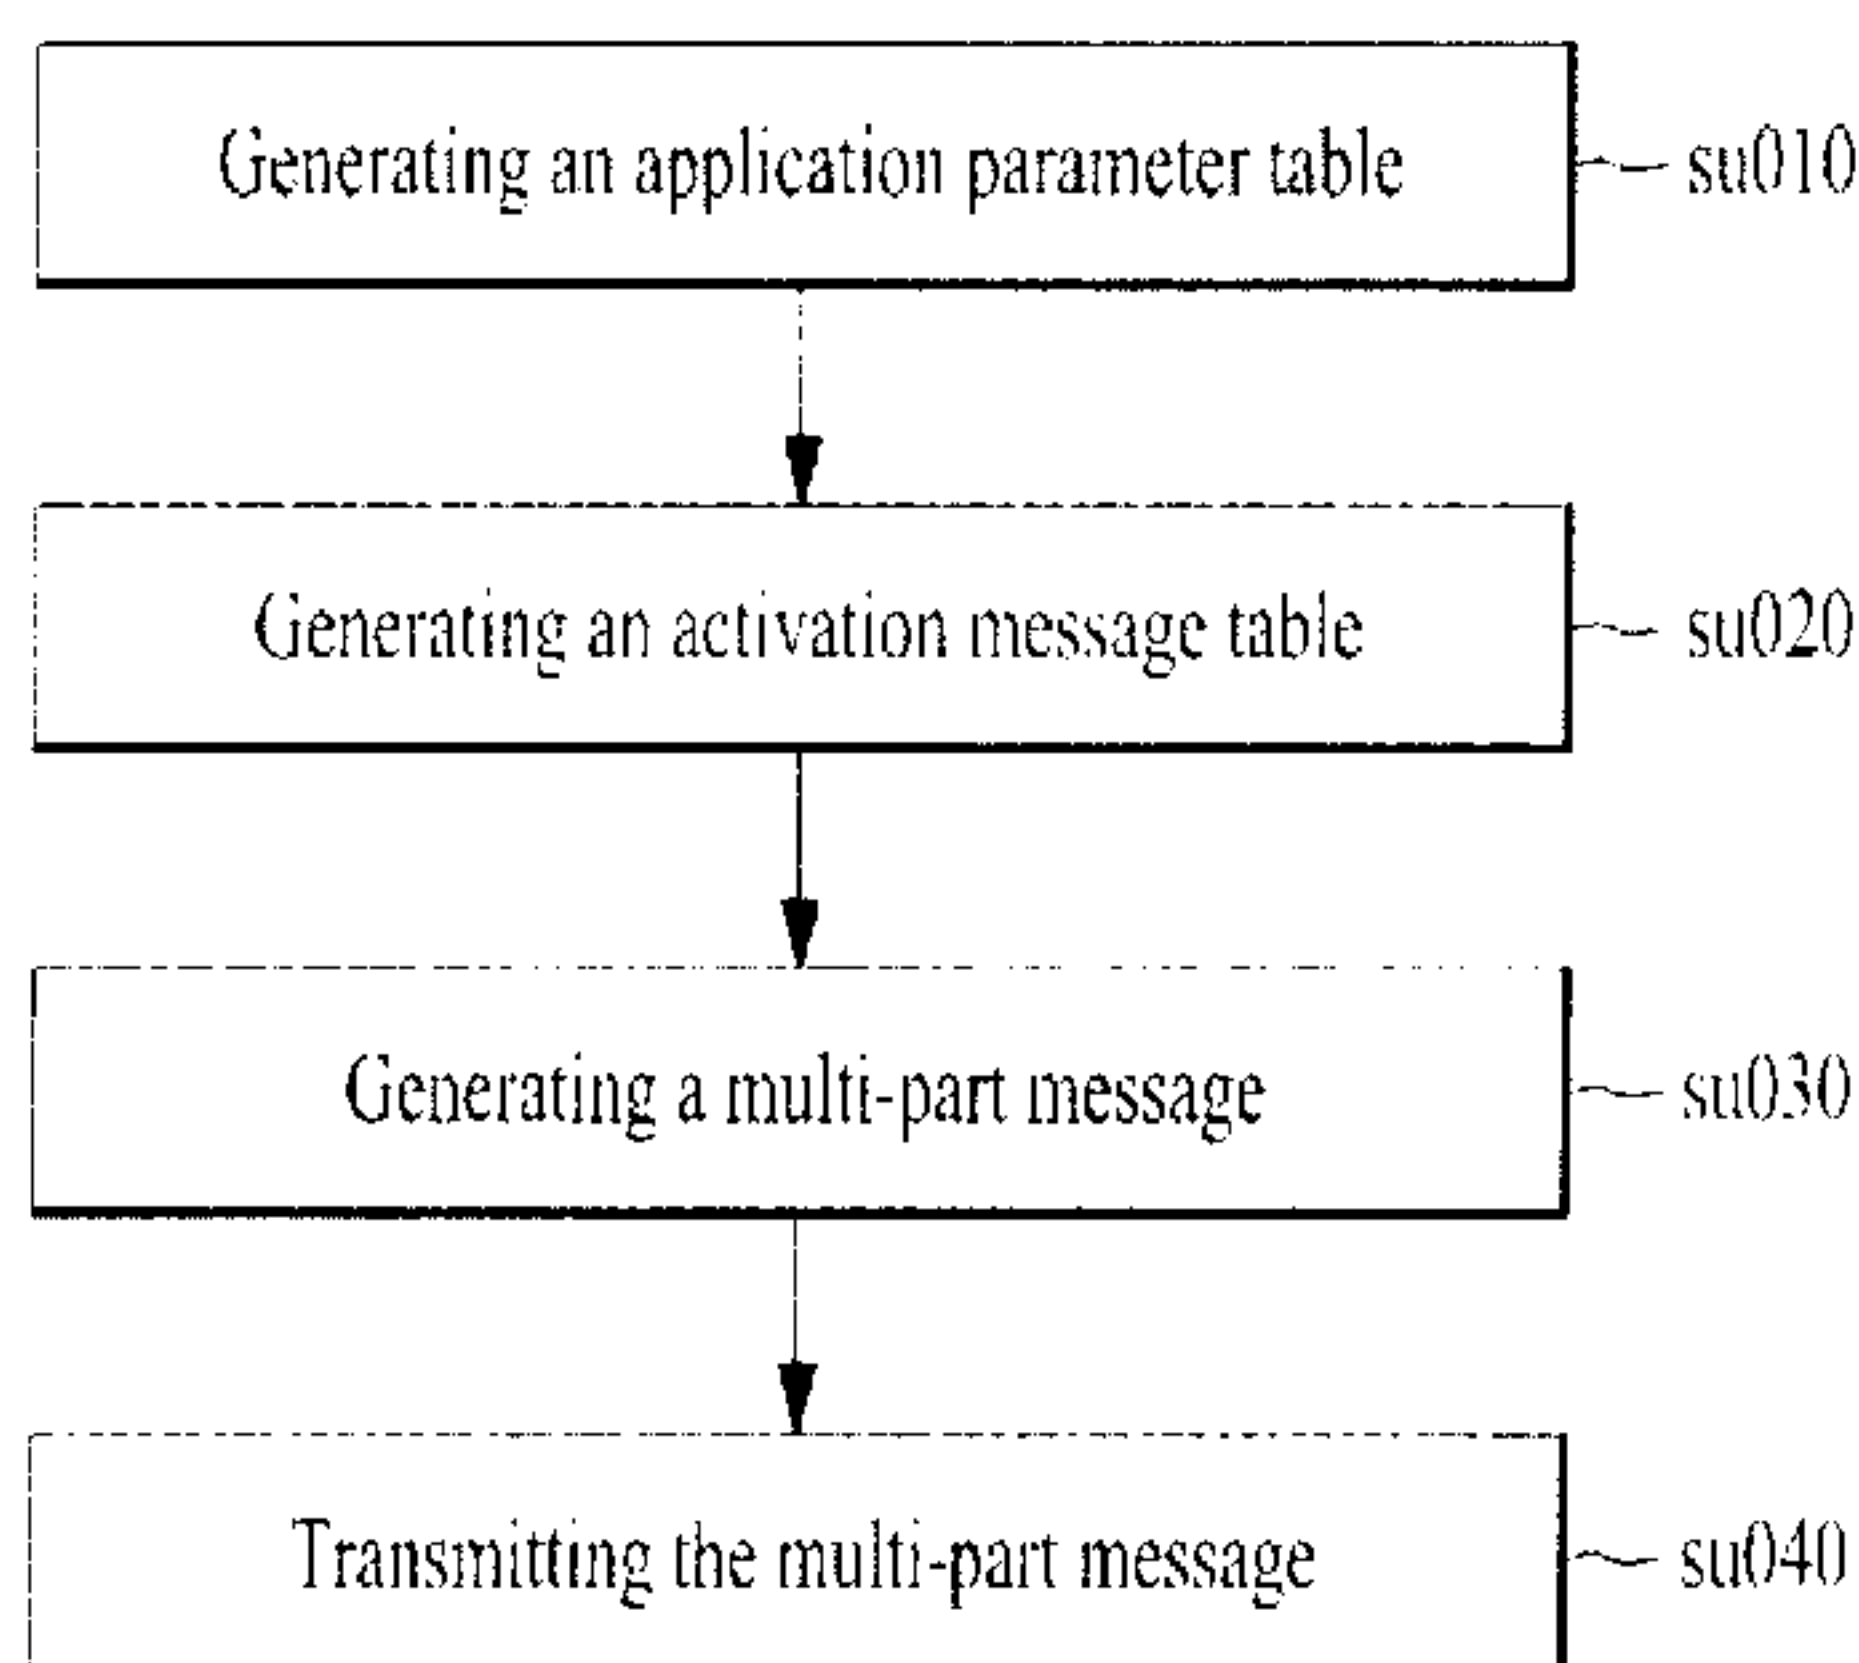 Generating an application parameter table su010
Generating an activation message table su020
Generating a multi-part message su030
Transmitting the multi-part message su040